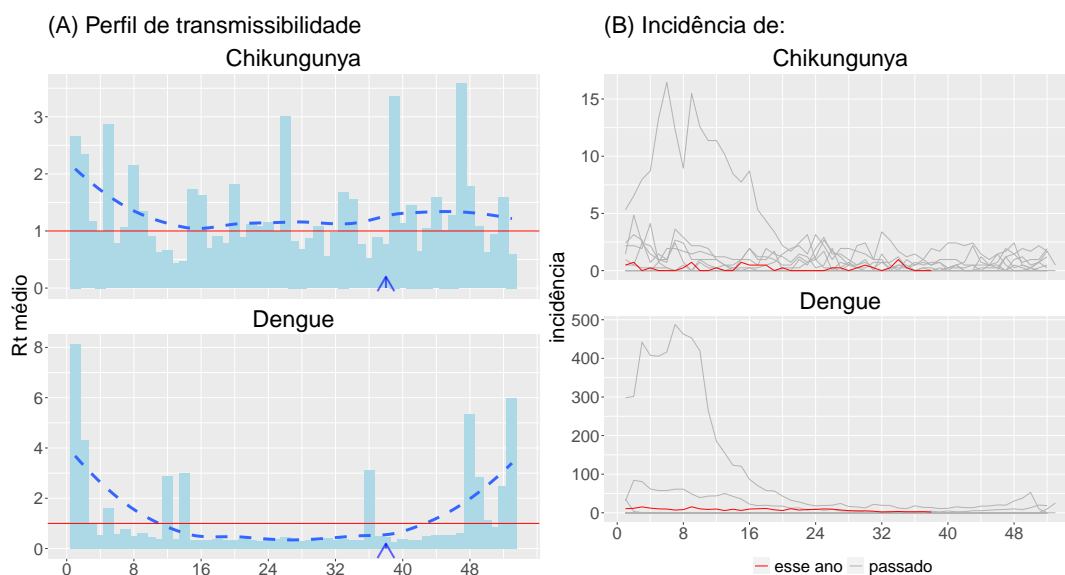 (A) Perfil de transmissibilidade
Chikungunya
3
2
1
0
Dengue
8
6
4
2
0
0 8 16 24 32 40 48
Rt médio
(B) Incidência de:
Chikungunya
15
10
5
0
Dengue
500
400
300
200
100
0
0 8 16 24 32 40 48
incidência
esse ano passado